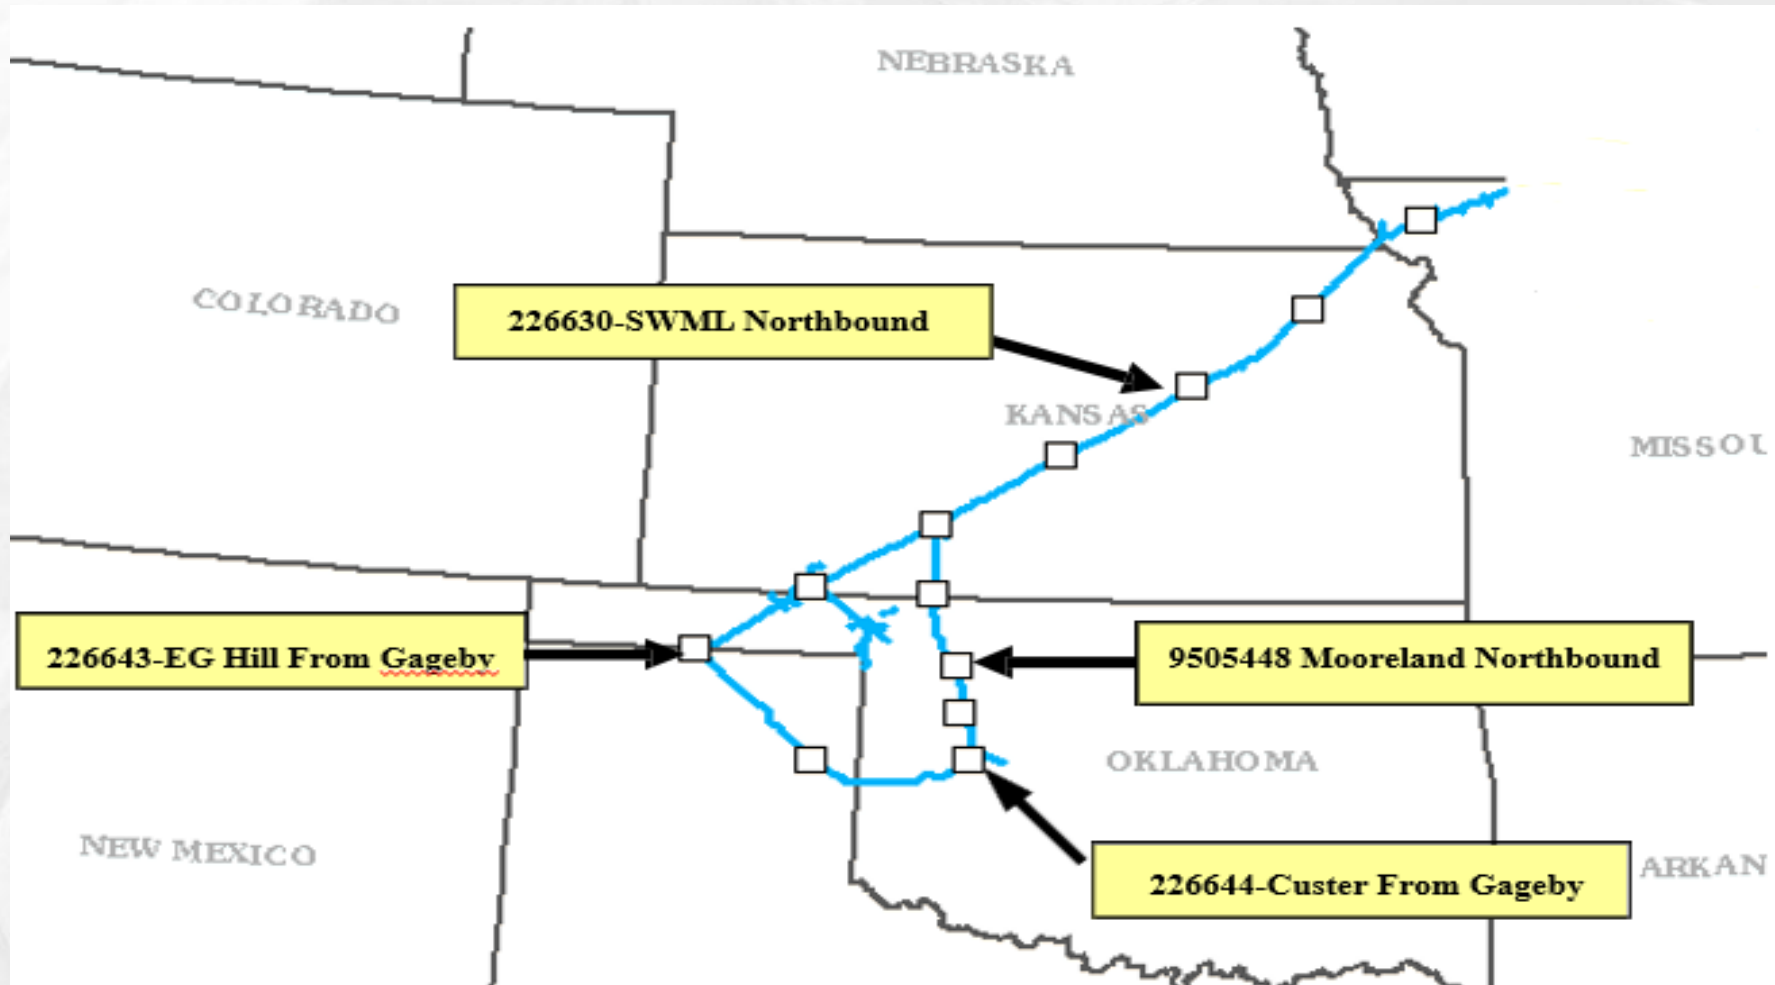 NEBRASKA
COLORADO
226630-SWML Northbound
KANSAS
MISSOU
226643-EG Hill From Gageby
9505448 Mooreland Northbound
OKLAHOMA
NEW MEXICO
226644-Custer From Gageby
ARKAN